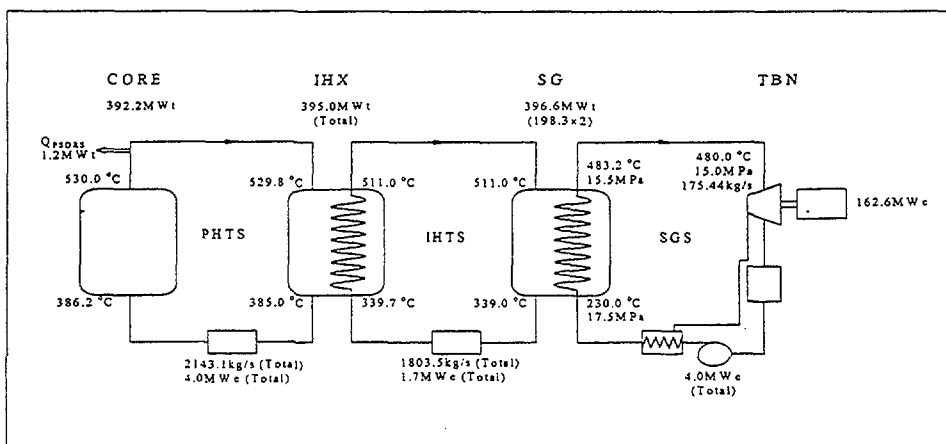 CORE
392.2MWt
IHX
395.0MWt
(Total)
SG
396.6MWt
(198.3×2)
TBN
QPSDRS
1.2MWt
530.0 °C
529.8 °C
511.0 °C
511.0 °C
483.2 °C
15.5MPa
480.0 °C
15.0MPa
175.44kg/s
162.6MWe
PHTS
IHTS
SGS
386.2 °C
385.0 °C
339.7 °C
339.0 °C
230.0 °C
17.5MPa
2143.1kg/s (Total)
4.0MWe (Total)
1803.5kg/s (Total)
1.7MWe (Total)
4.0MWe
(Total)